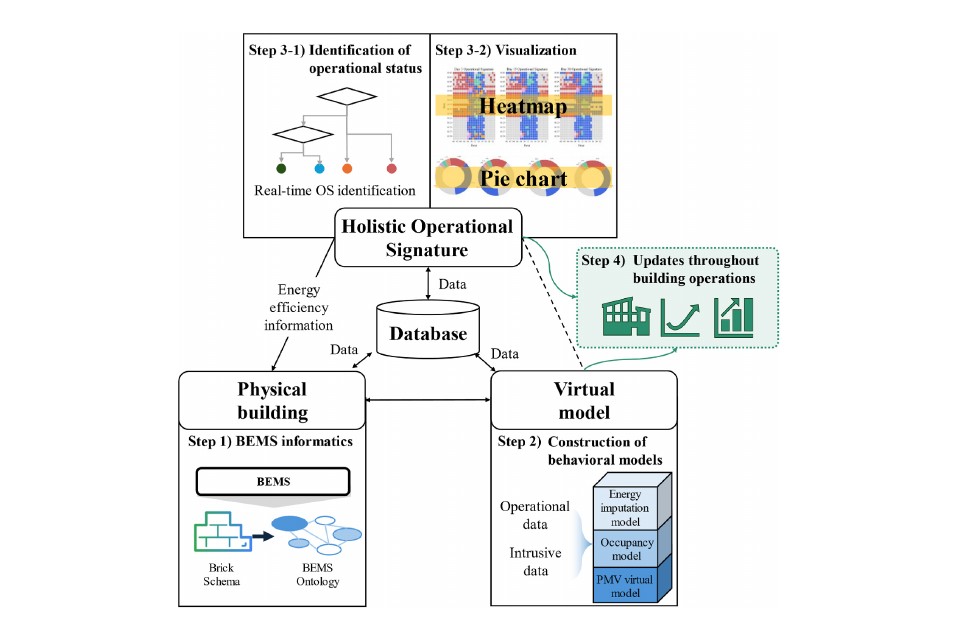 Step 3-1) Identification of
operational status
Real-time OS identification
Step 3-2) Visualization
Heatmap
Pie chart
Holistic Operational
Signature
Step 4) Updates throughout
building operations
Energy
efficiency
information
Data
Database
Data
Data
Physical
building
Step 1) BEMS informatics
BEMS
Brick
Schema
BEMS
Ontology
Virtual
model
Step 2) Construction of
behavioral models
Operational
data
Intrusive
data
Energy
imputation
model
Occupancy
model
PMV virtual
model